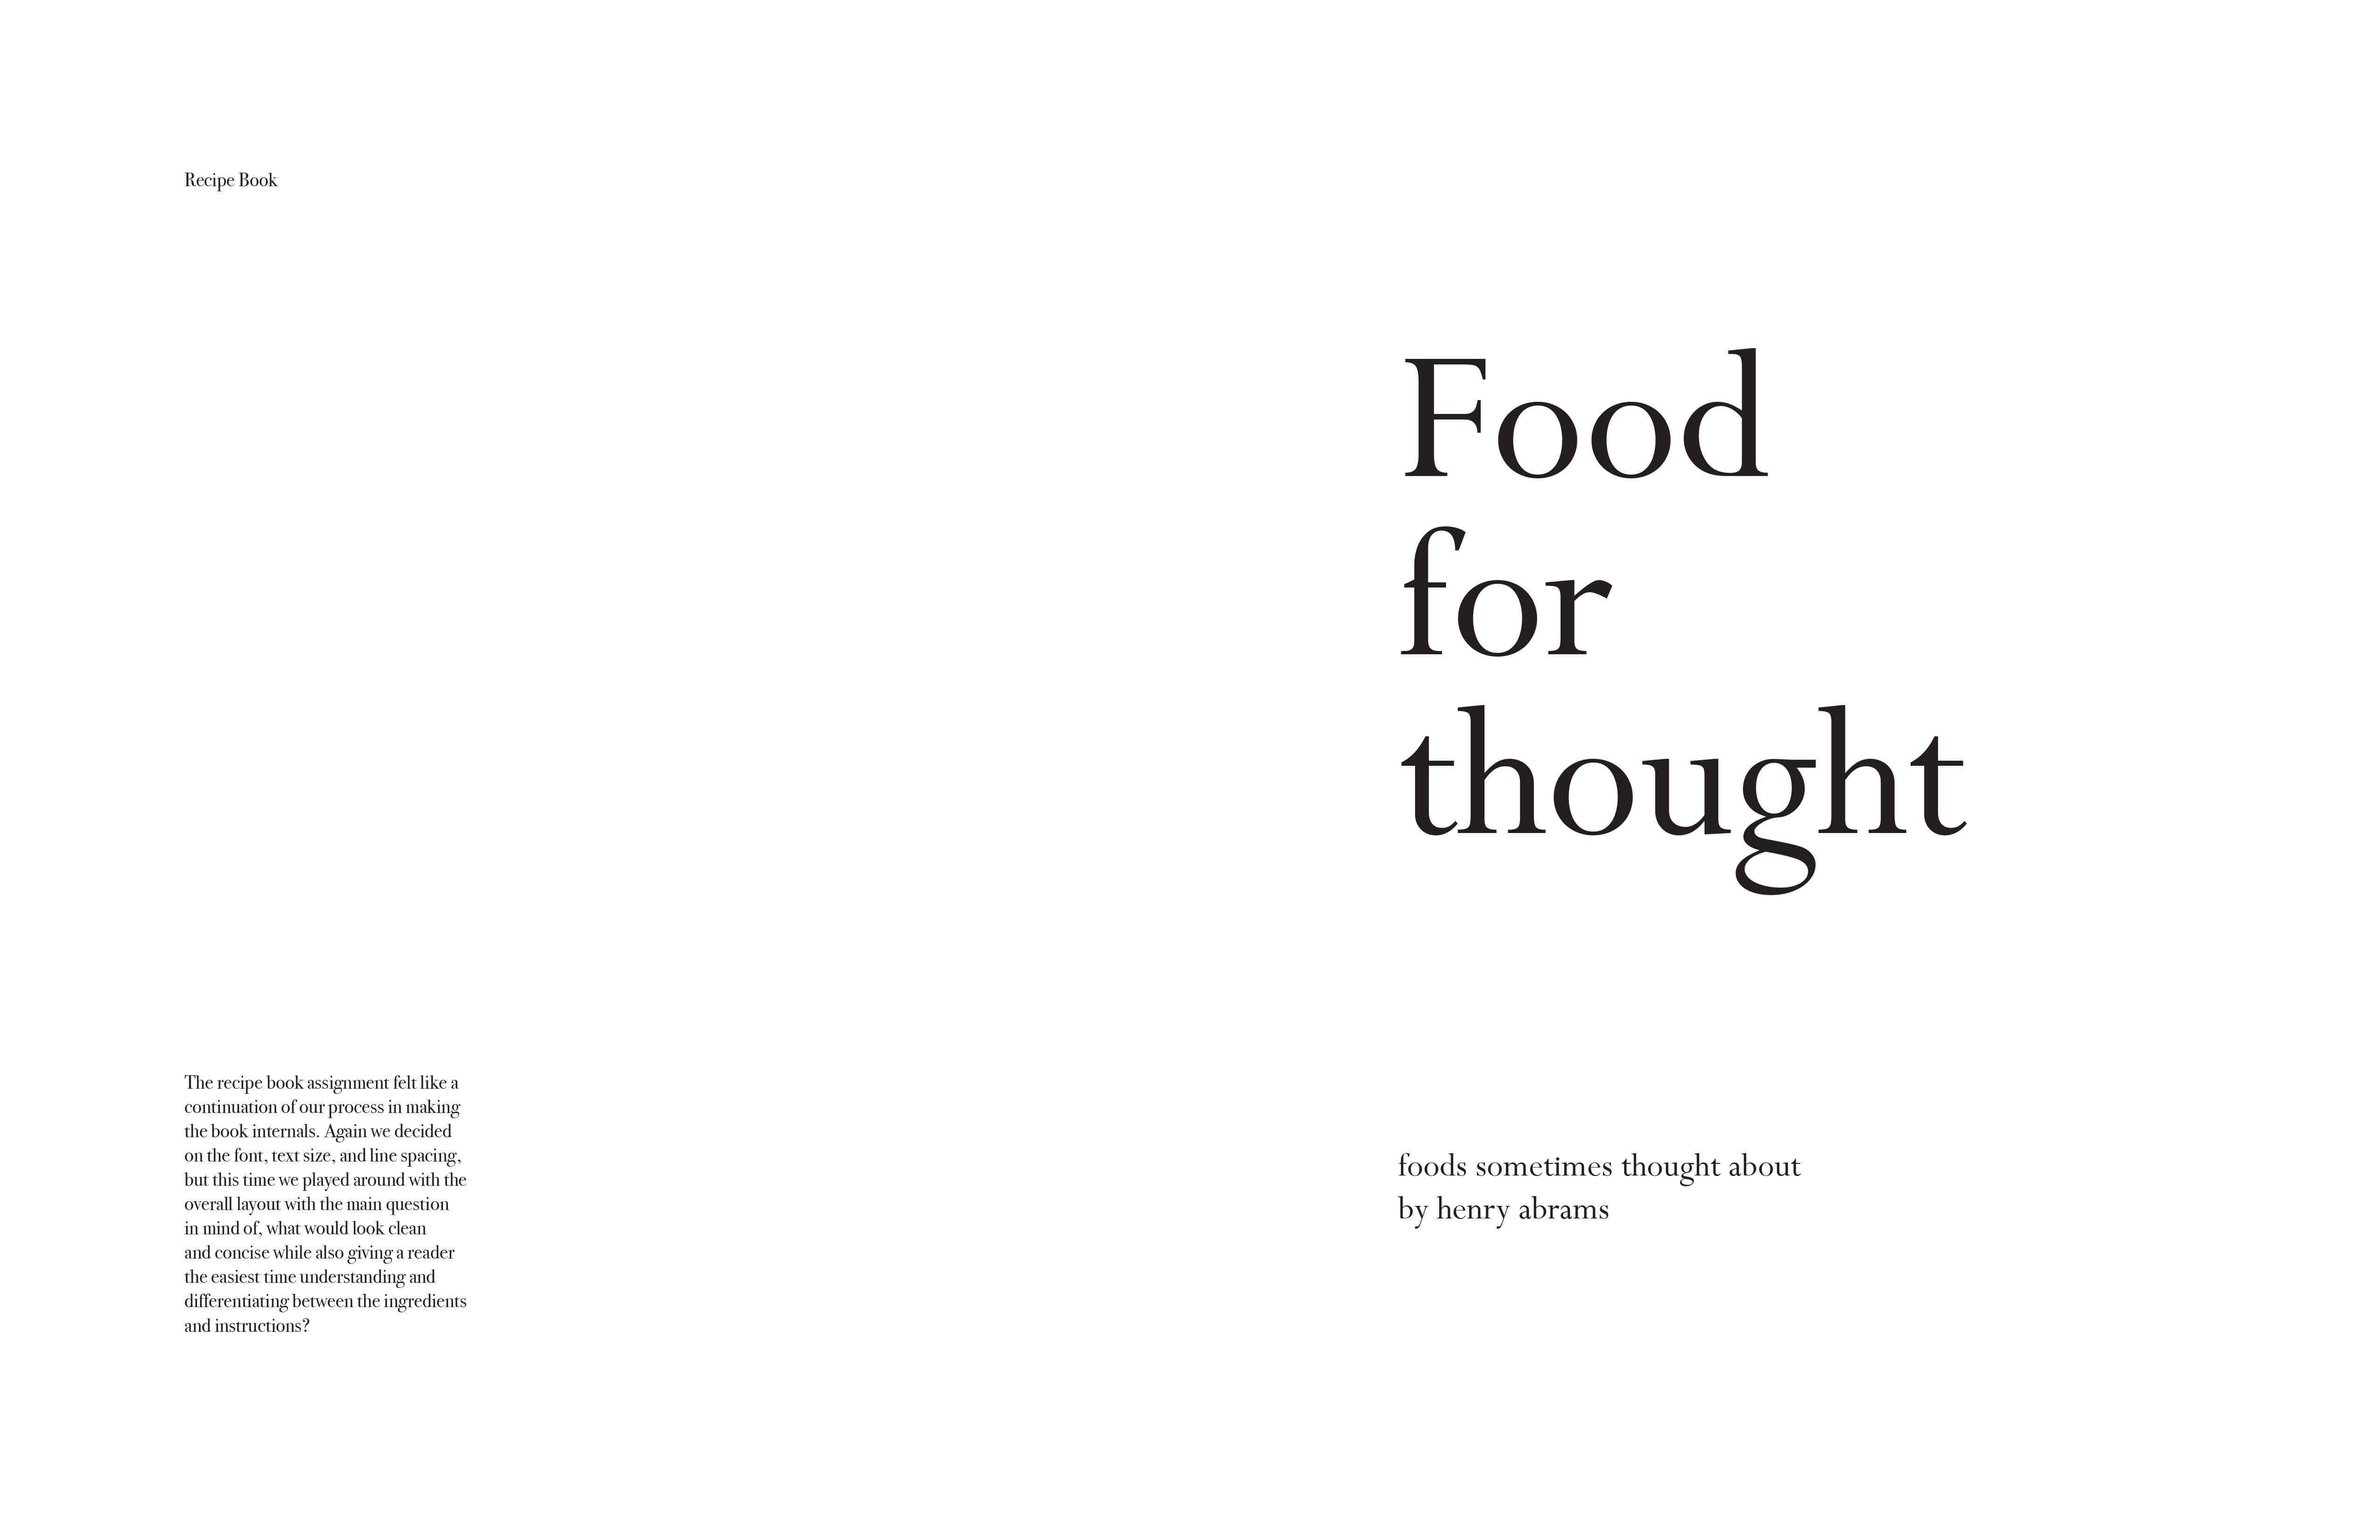 Recipe Book
The recipe book assignment felt like a
continuation of our process in making
the book internals. Again we decided
on the font, text size, and line spacing,
but this time we played around with the
overall layout with the main question
in mind of, what would look clean
and concise while also giving a reader
the easiest time understanding and
differentiating between the ingredients
and instructions?
Food
for
thought
foods sometimes thought about
by henry abrams